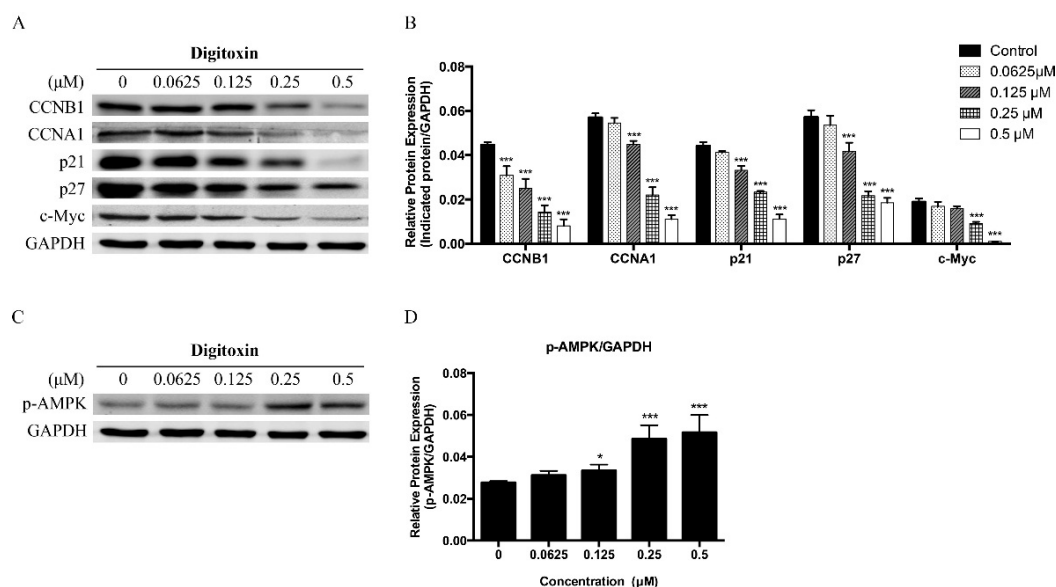 A
Digitoxin
(μM) 0 0.0625 0.125 0.25 0.5
CCNB1
CCNA1
p21
p27
c-Myc
GAPDH
B
Relative Protein Expression
(Indicated protein/GAPDH)
0.08
0.06
0.04
0.02
0.00
*** *** *** ***
*** *** ***
*** *** ***
*** *** ***
*** ***
CCNB1 CCNA1 p21 p27 c-Myc
Control
0.0625μM
0.125 μM
0.25 μM
0.5 μM
C
Digitoxin
(μM) 0 0.0625 0.125 0.25 0.5
p-AMPK
GAPDH
D
p-AMPK/GAPDH
Relative Protein Expression
(p-AMPK/GAPDH)
0.08
0.06
0.04
0.02
0.00
* *** ***
0 0.0625 0.125 0.25 0.5
Concentration (μM)